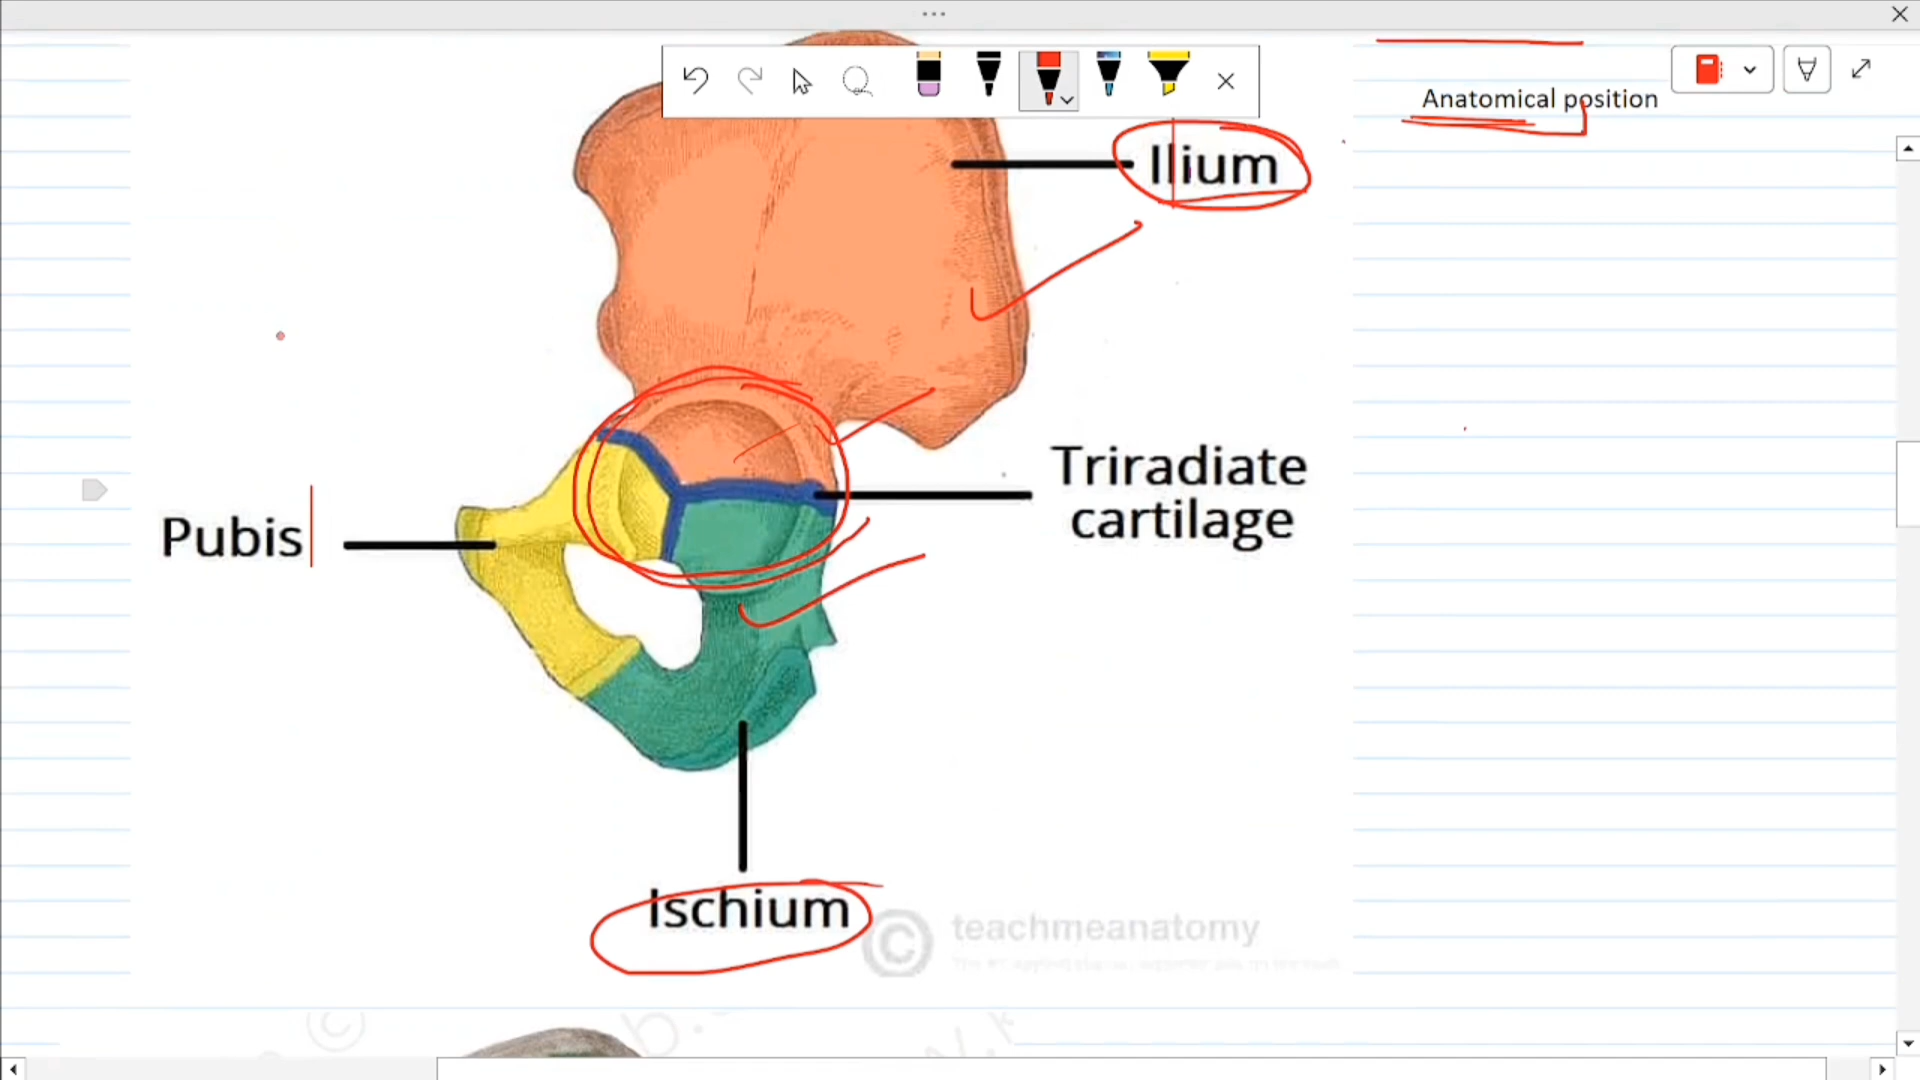 Anatomical position
Ilium
Triradiate
cartilage
Pubis
Ischium
© teachmeanatomy
©